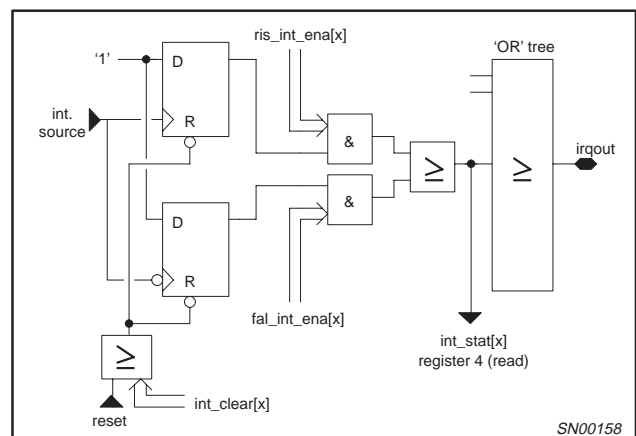 ris_int_ena[x]
'OR' tree
'1'
D
int.
source
R
&
irqout
≥
≥
D
&
R
fal_int_ena[x]
int_stat[x]
register 4 (read)
≥
int_clear[x]
reset
SN00158